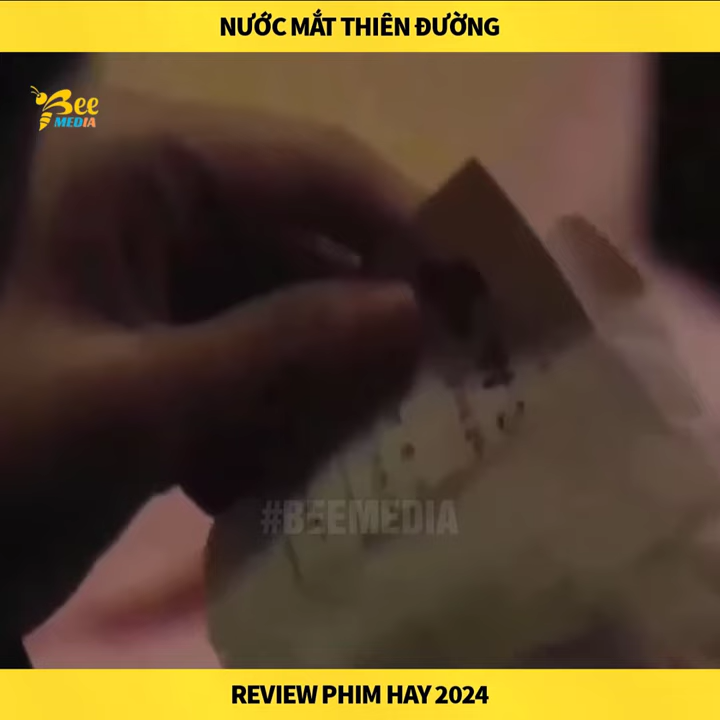 NƯỚC MẮT THIÊN ĐƯỜNG
Bee
MEDIA
#BEEMEDIA
REVIEW PHIM HAY 2024